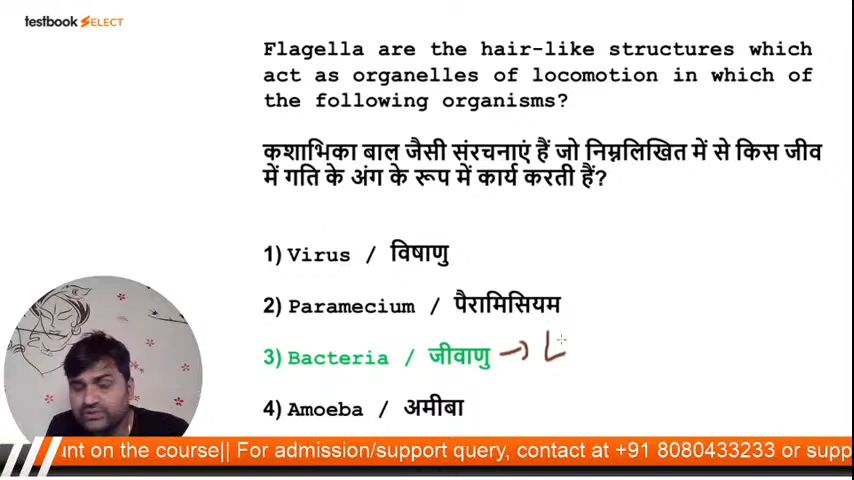 testbook SELECT
Flagella are the hair-like structures which
act as organelles of locomotion in which of
the following organisms?
कशाभिका बाल जैसी संरचनाएं हैं जो निम्नलिखित में से किस जीव
में गति के अंग के रूप में कार्य करती हैं?
1) Virus / विषाणु
2) Paramecium / पैरामिसियम
3) Bacteria / जीवाणु → L
4) Amoeba / अमीबा
unt on the course|| For admission/support query, contact at +91 8080433233 or supp